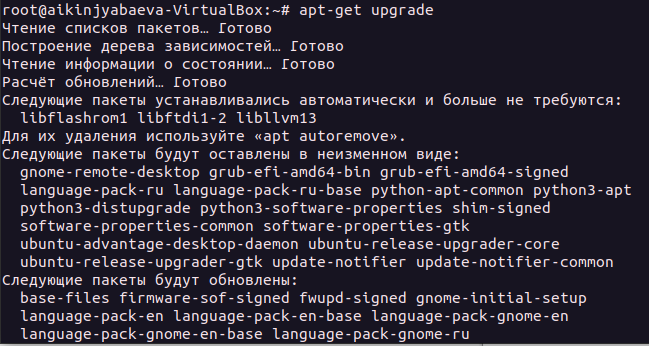 root@aikinjyabaeva-VirtualBox:~# apt-get upgrade
Чтение списков пакетов… Готово
Построение дерева зависимостей… Готово
Чтение информации о состоянии… Готово
Расчёт обновлений… Готово
Следующие пакеты устанавливались автоматически и больше не требуются:
  libflashrom1 libftdi1-2 libllvm13
Для их удаления используйте «apt autoremove».
Следующие пакеты будут оставлены в неизменном виде:
  gnome-remote-desktop grub-efi-amd64-bin grub-efi-amd64-signed
  language-pack-ru language-pack-ru-base python-apt-common python3-apt
  python3-distupgrade python3-software-properties shim-signed
  software-properties-common software-properties-gtk
  ubuntu-advantage-desktop-daemon ubuntu-release-upgrader-core
  ubuntu-release-upgrader-gtk update-notifier update-notifier-common
Следующие пакеты будут обновлены:
  base-files firmware-sof-signed fwupd-signed gnome-initial-setup
  language-pack-en language-pack-en-base language-pack-gnome-en
  language-pack-gnome-en-base language-pack-gnome-ru